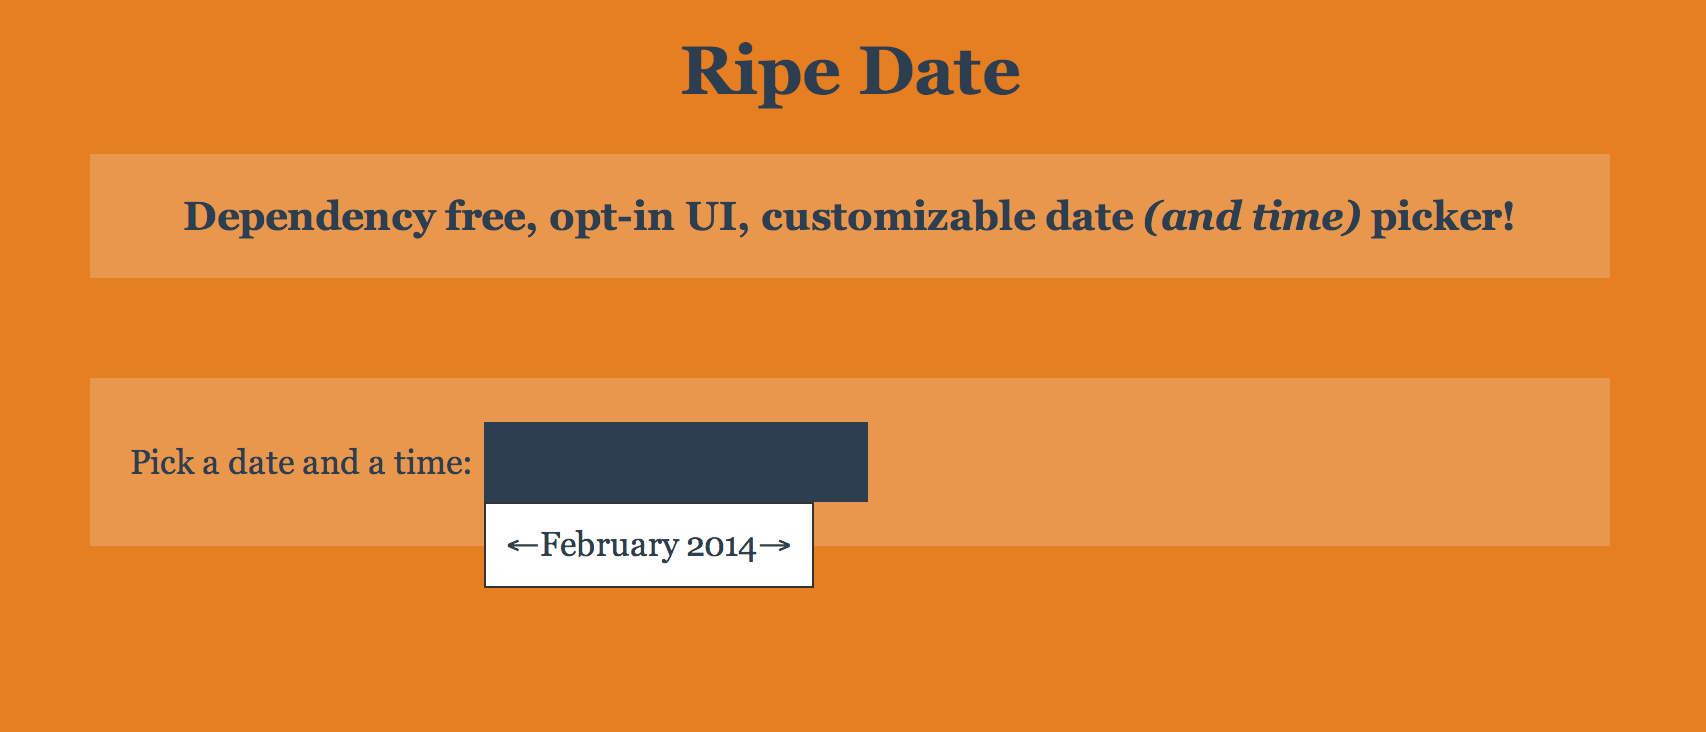 Ripe Date
Dependency free, opt-in UI, customizable date (and time) picker!
Pick a date and a time:
←February 2014→